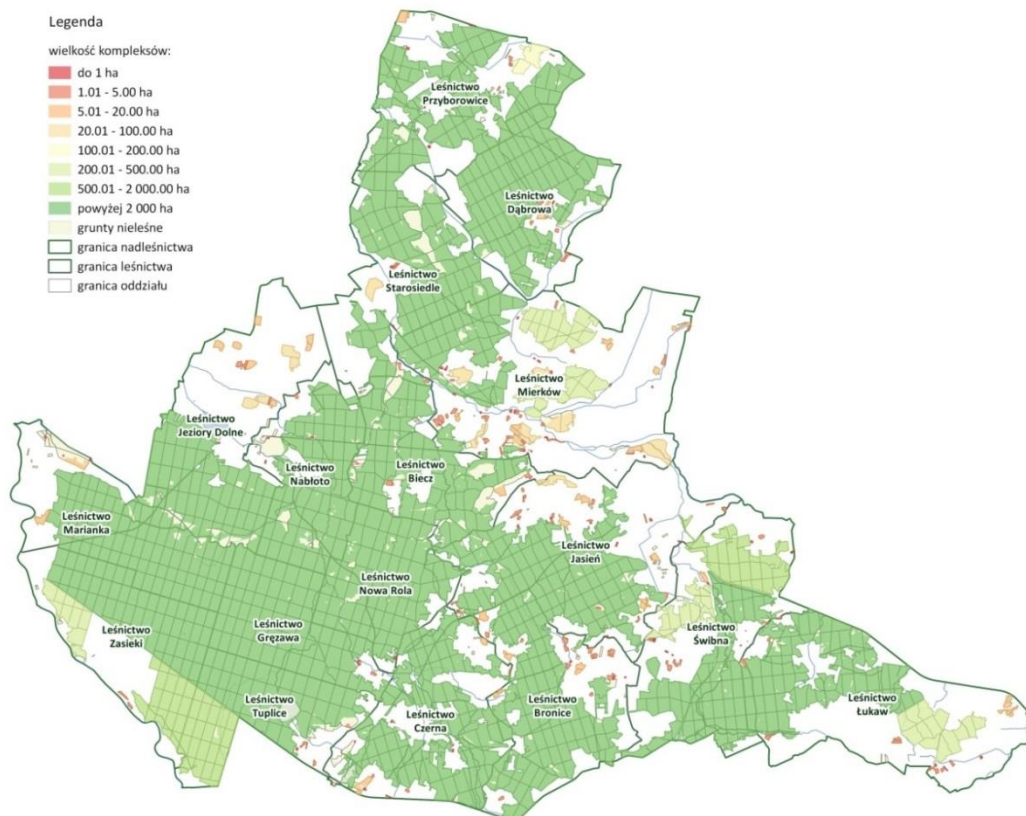 Legenda
wielkość kompleksów:
do 1 ha
1.01 - 5.00 ha
5.01 - 20.00 ha
20.01 - 100.00 ha
100.01 - 200.00 ha
200.01 - 500.00 ha
500.01 - 2 000.00 ha
powyżej 2 000 ha
grunty nieleśne
granica nadleśnictwa
granica leśnictwa
granica oddziału
Leśnictwo
Przyborowice
Leśnictwo
Dąbrowa
Leśnictwo
Starosiedle
Leśnictwo
Mierków
Leśnictwo
Jeziory Dolne
Leśnictwo
Nabłoto
Leśnictwo
Biecz
Leśnictwo
Marianka
Leśnictwo
Jasień
Leśnictwo
Nowa Rola
Leśnictwo
Zasieki
Leśnictwo
Gręzawa
Leśnictwo
Świbna
Leśnictwo
Tuplice
Leśnictwo
Czerna
Leśnictwo
Bronice
Leśnictwo
Łukaw